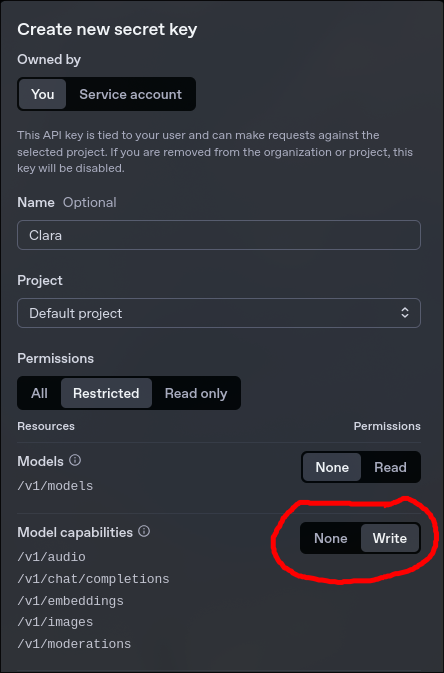 Create new secret key
Owned by
You Service account
This API key is tied to your user and can make requests against the
selected project. If you are removed from the organization or project, this
key will be disabled.
Name Optional
Clara
Project
Default project
Permissions
All Restricted Read only
Resources Permissions
Models None Read
/v1/models
Model capabilities None Write
/v1/audio
/v1/chat/completions
/v1/embeddings
/v1/images
/v1/moderations